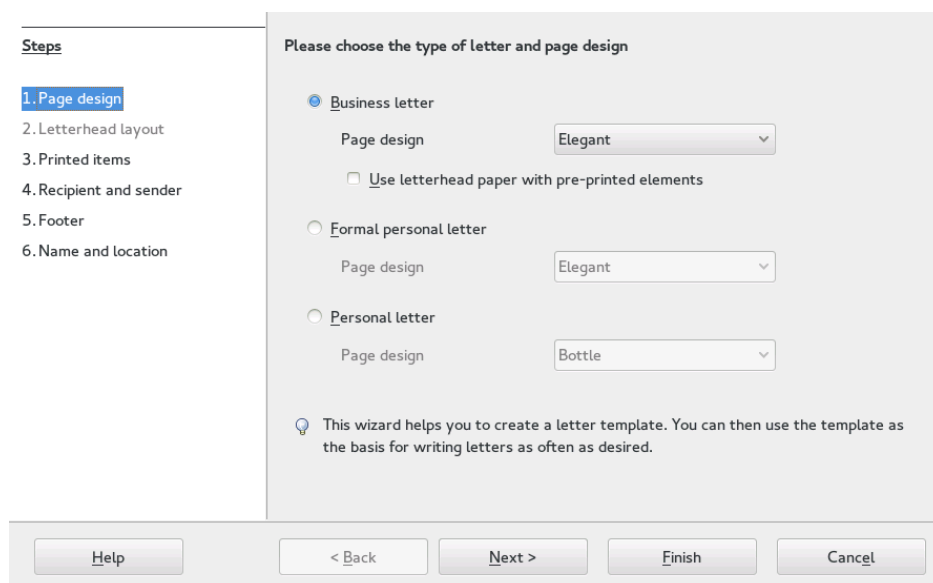 Steps
1. Page design
2. Letterhead layout
3. Printed items
4. Recipient and sender
5. Footer
6. Name and location
Please choose the type of letter and page design
Business letter
Page design Elegant
Use letterhead paper with pre-printed elements
Formal personal letter
Page design Elegant
Personal letter
Page design Bottle
This wizard helps you to create a letter template. You can then use the template as
the basis for writing letters as often as desired.
Help < Back Next > Finish Cancel